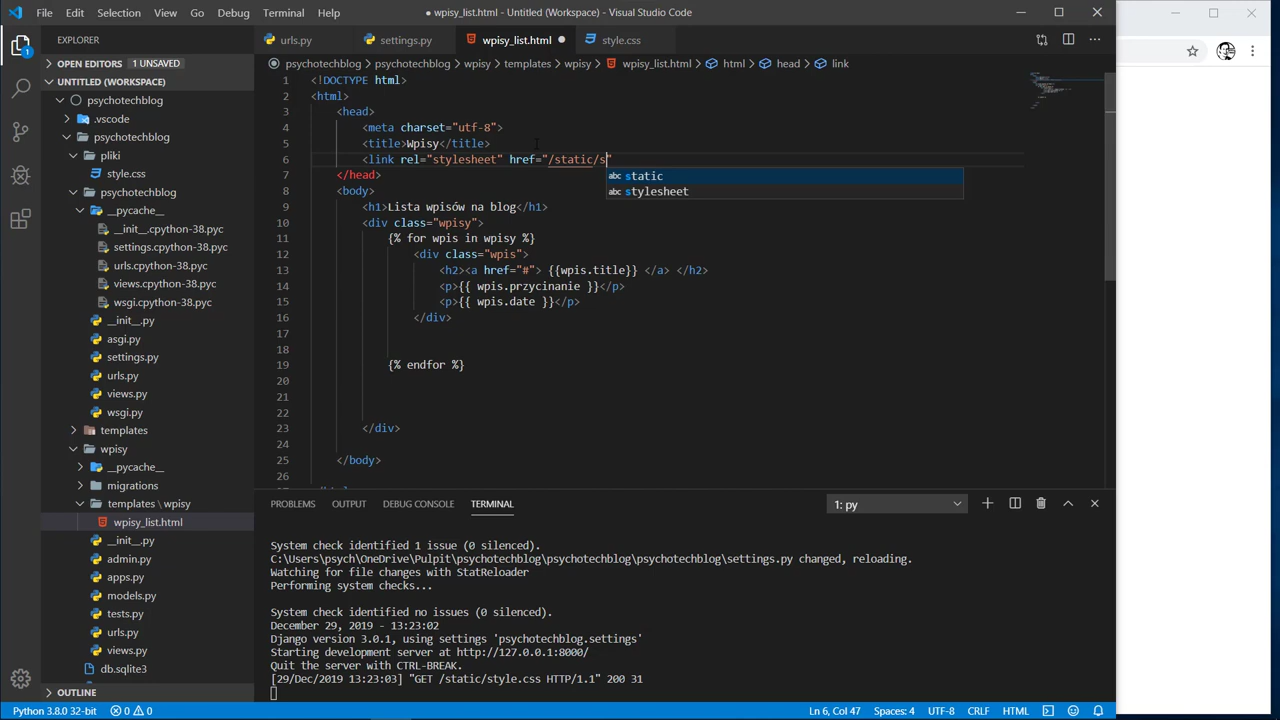 File Edit Selection View Go Debug Terminal Help
● wpisy_list.html - Untitled (Workspace) - Visual Studio Code
EXPLORER
urls.py settings.py wpisy_list.html ● style.css
OPEN EDITORS 1 UNSAVED
psychotechblog > psychotechblog > wpisy > templates > wpisy > wpisy_list.html > html > head > link
UNTITLED (WORKSPACE)
psychotechblog
.vscode
psychotechblog
pliki
style.css
psychotechblog
__pycache__
__init__.cpython-38.pyc
settings.cpython-38.pyc
urls.cpython-38.pyc
views.cpython-38.pyc
wsgi.cpython-38.pyc
__init__.py
asgi.py
settings.py
urls.py
views.py
wsgi.py
templates
wpisy
__pycache__
migrations
templates \ wpisy
wpisy_list.html
__init__.py
admin.py
apps.py
models.py
tests.py
urls.py
views.py
db.sqlite3
OUTLINE
1 <!DOCTYPE html>
2 <html>
3 <head>
4 <meta charset="utf-8">
5 <title>Wpisy</title>
6 <link rel="stylesheet" href="/static/s"
abc static
abc stylesheet
7 </head>
8 <body>
9 <h1>Lista wpisów na blog</h1>
10 <div class="wpisy">
11 {% for wpis in wpisy %}
12 <div class="wpis">
13 <h2><a href="#"> {{wpis.title}} </a> </h2>
14 <p>{{ wpis.przycinanie }}</p>
15 <p>{{ wpis.date }}</p>
16 </div>
17
18
19 {% endfor %}
20
21
22
23 </div>
24
25 </body>
26
PROBLEMS OUTPUT DEBUG CONSOLE TERMINAL 1: py
System check identified 1 issue (0 silenced).
C:\Users\psych\OneDrive\Pulpit\psychotechblog\psychotechblog\settings.py changed, reloading.
Watching for file changes with StatReloader
Performing system checks...
System check identified no issues (0 silenced).
December 29, 2019 - 13:23:02
Django version 3.0.1, using settings 'psychotechblog.settings'
Starting development server at http://127.0.0.1:8000/
Quit the server with CTRL-BREAK.
[29/Dec/2019 13:23:03] "GET /static/style.css HTTP/1.1" 200 31
Python 3.8.0 32-bit 0 0 Ln 6, Col 47 Spaces: 4 UTF-8 CRLF HTML